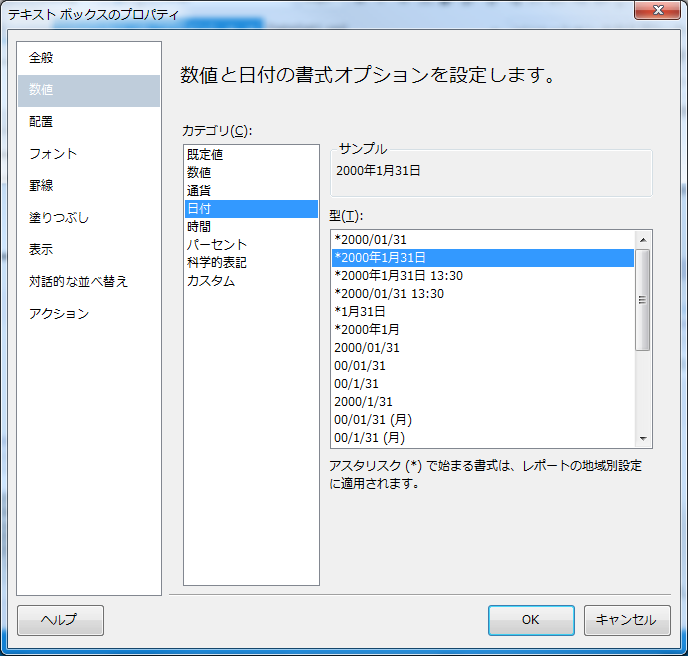 テキスト ボックスのプロパティ
全般
数値
配置
フォント
罫線
塗りつぶし
表示
対話的な並べ替え
アクション
数値と日付の書式オプションを設定します。
カテゴリ(C):
既定値
数値
通貨
日付
時間
パーセント
科学的表記
カスタム
サンプル
2000年1月31日
型(T):
*2000/01/31
*2000年1月31日
*2000年1月31日 13:30
*2000/01/31 13:30
*1月31日
*2000年1月
2000/01/31
00/01/31
00/1/31
2000/1/31
00/01/31 (月)
00/1/31 (月)
アスタリスク (*) で始まる書式は、レポートの地域別設定
に適用されます。
ヘルプ
OK
キャンセル